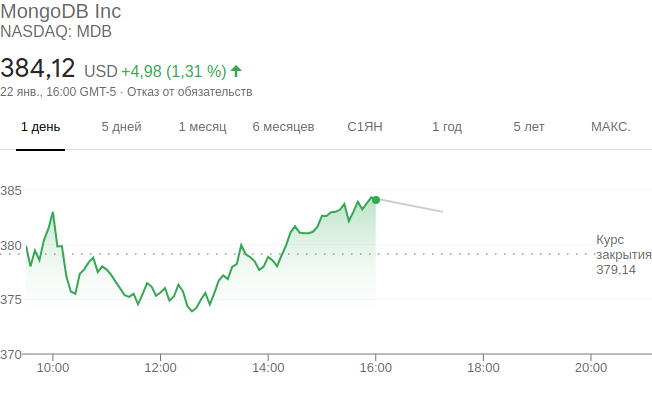 MongoDB Inc
NASDAQ: MDB
384,12 USD +4,98 (1,31 %)
22 янв., 16:00 GMT-5 · Отказ от обязательств
1 день 5 дней 1 месяц 6 месяцев С1ЯН 1 год 5 лет МАКС.
385
380
375
370
Курс
закрытия
379,14
10:00 12:00 14:00 16:00 18:00 20:00